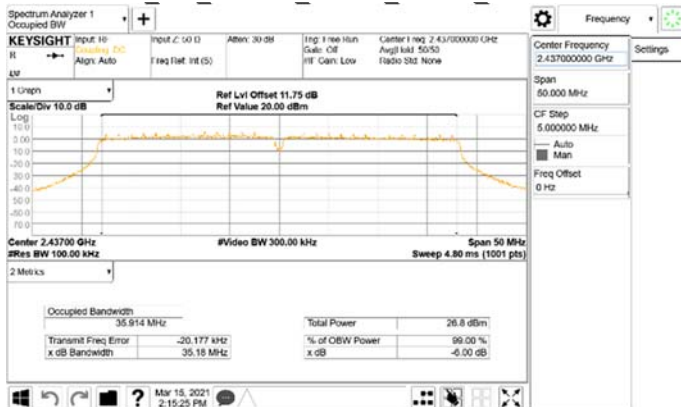 Spectrum Analyzer 1
Occupied BW
+
Frequency
KEYSIGHT
Input: RF
Coupling: DC
Align: Auto
Input Z: 50 Ω
Freq Ref: Int (S)
Atten: 30 dB
Trig: Free Run
Gate: Off
#IF Gain: Low
Center Freq: 2.437000000 GHz
Avg|Hold: 50/50
Radio Std: None
Center Frequency
2.437000000 GHz
Settings
Span
50.000 MHz
CF Step
5.000000 MHz
Auto
Man
Freq Offset
0 Hz
1 Graph
Scale/Div 10.0 dB
Ref Lvl Offset 11.75 dB
Ref Value 20.00 dBm
Log
10.0
0.00
-10.0
-20.0
-40.0
-50.0
-60.0
Center 2.43700 GHz
#Res BW 100.00 kHz
#Video BW 300.00 kHz
Span 50 MHz
Sweep 4.80 ms (1001 pts)
2 Metrics
Occupied Bandwidth
35.914 MHz
Total Power
26.8 dBm
Transmit Freq Error
-20.177 kHz
% of OBW Power
99.00 %
x dB Bandwidth
35.18 MHz
x dB
-6.00 dB
?
Mar 15, 2021
2:15:25 PM